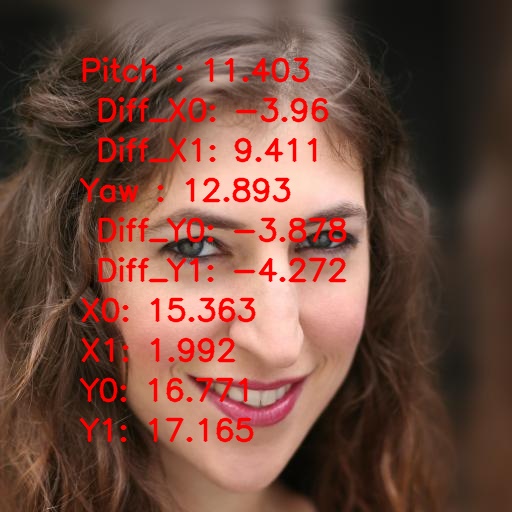 Pitch : 11.403
Diff_X0: -3.96
Diff_X1: 9.411
Yaw : 12.893
Diff_Y0: -3.878
Diff_Y1: -4.272
X0: 15.363
X1: 1.992
Y0: 16.771
Y1: 17.165